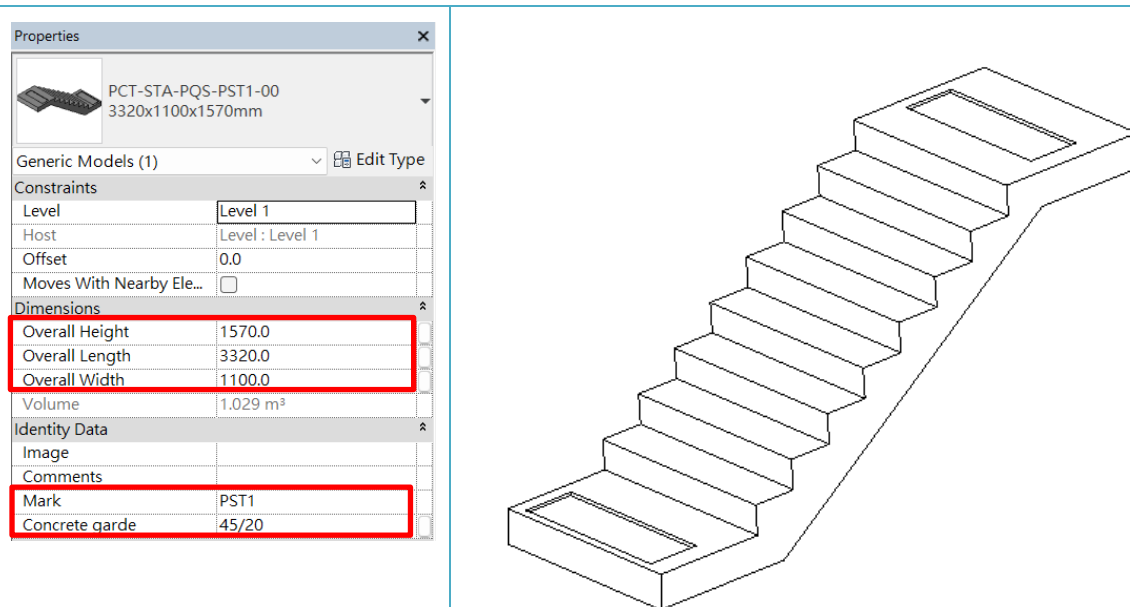 Properties
PCT-STA-PQS-PST1-00
3320x1100x1570mm
Generic Models (1) Edit Type
Constraints
Level Level 1
Host Level : Level 1
Offset 0.0
Moves With Nearby Ele...
Dimensions
Overall Height 1570.0
Overall Length 3320.0
Overall Width 1100.0
Volume 1.029 m³
Identity Data
Image
Comments
Mark PST1
Concrete garde 45/20